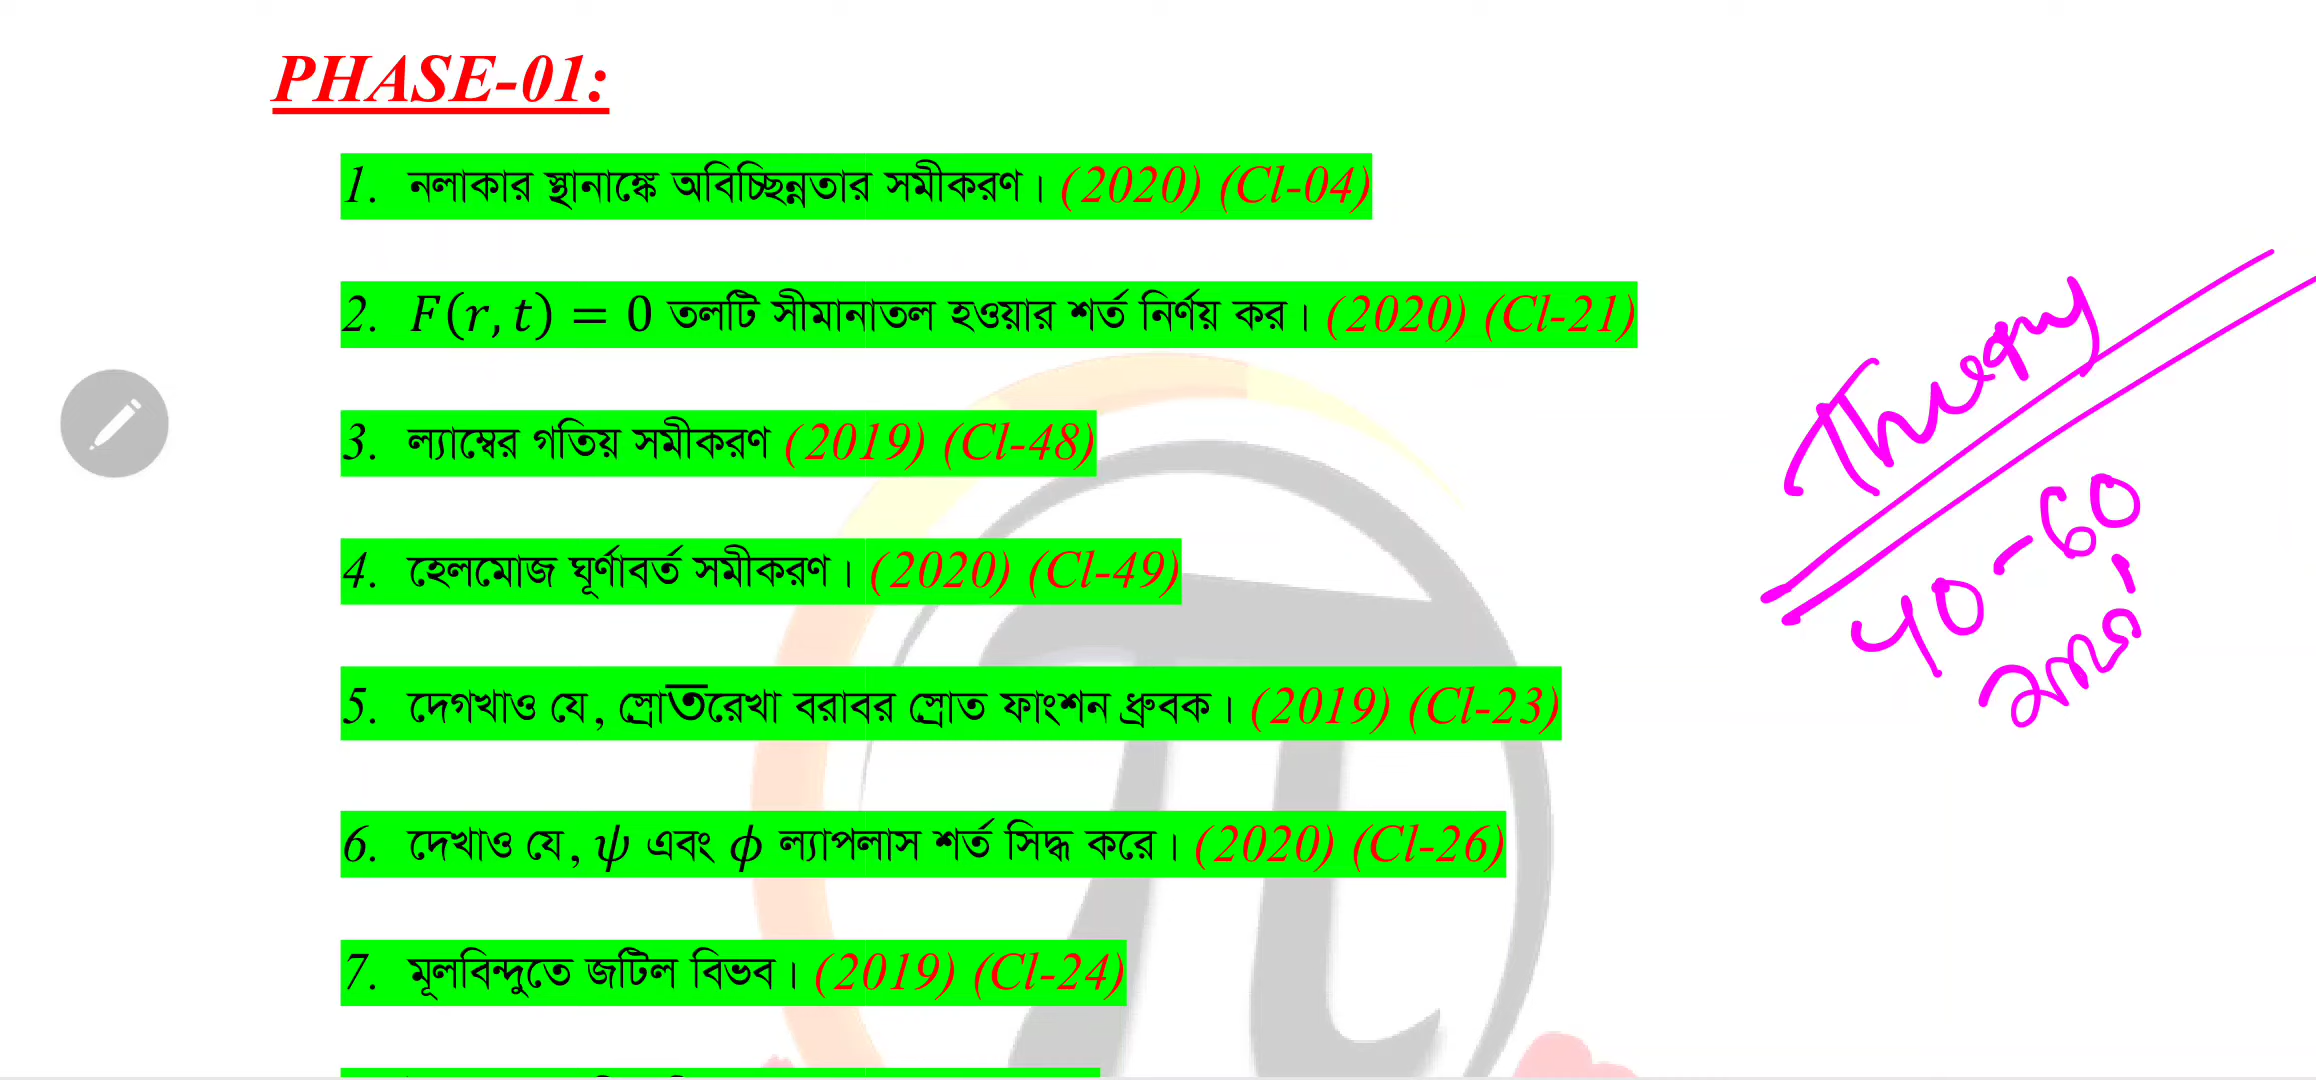 PHASE-01:
1. নলাকার স্থানাঙ্কে অবিচ্ছিন্নতার সমীকরণ। (2020) (Cl-04)
2. F(r, t) = 0 তলটি সীমানাতল হওয়ার শর্ত নির্ণয় কর। (2020) (Cl-21)
3. ল্যাম্বের গতিয় সমীকরণ (2019) (Cl-48)
4. হেলমোজ ঘূর্ণাবর্ত সমীকরণ। (2020) (Cl-49)
5. দেগখাও যে, স্রোতরেখা বরাবর স্রোত ফাংশন ধ্রুবক। (2019) (Cl-23)
6. দেখাও যে, ψ এবং ϕ ল্যাপলাস শর্ত সিদ্ধ করে। (2020) (Cl-26)
7. মূলবিন্দুতে জটিল বিভব। (2019) (Cl-24)
Theory
40-60